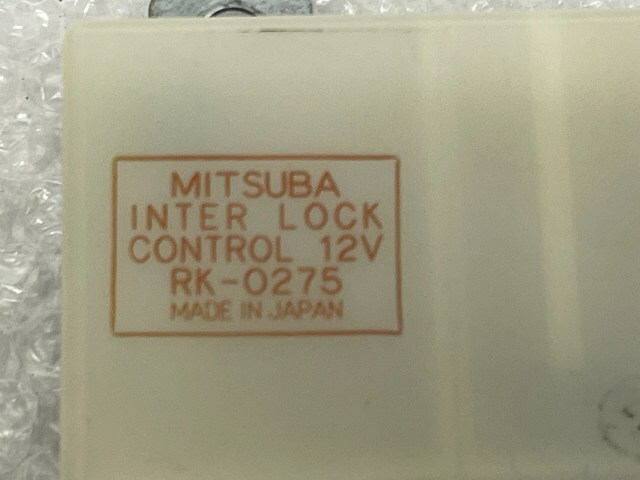 MITSUBA
INTER LOCK
CONTROL 12V
RK-0275
MADE IN JAPAN